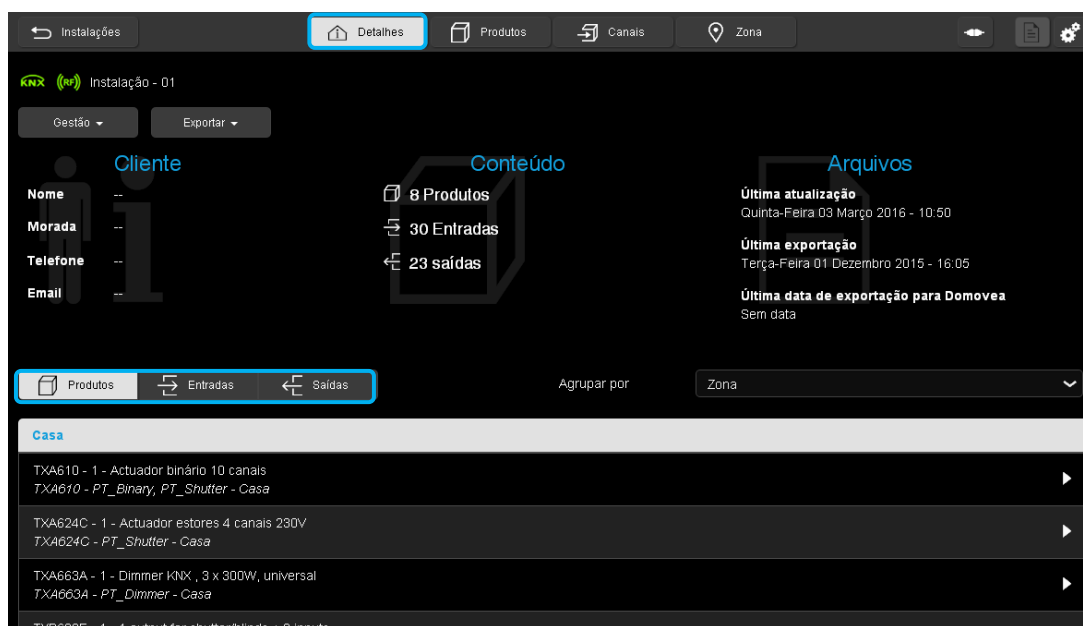 Instalações
Detalhes
Produtos
Canais
Zona
KNX ((RF)) Instalação - 01
Gestão
Exportar
Cliente
Nome --
Morada --
Telefone --
Email --
Conteúdo
8 Produtos
30 Entradas
23 saídas
Arquivos
Última atualização
Quinta-Feira 03 Março 2016 - 10:50
Última exportação
Terça-Feira 01 Dezembro 2015 - 16:05
Última data de exportação para Domovea
Sem data
Produtos
Entradas
Saídas
Agrupar por
Zona
Casa
TXA610 - 1 - Actuador binário 10 canais
TXA610 - PT_Binary, PT_Shutter - Casa
TXA624C - 1 - Actuador estores 4 canais 230V
TXA624C - PT_Shutter - Casa
TXA663A - 1 - Dimmer KNX , 3 x 300W, universal
TXA663A - PT_Dimmer - Casa